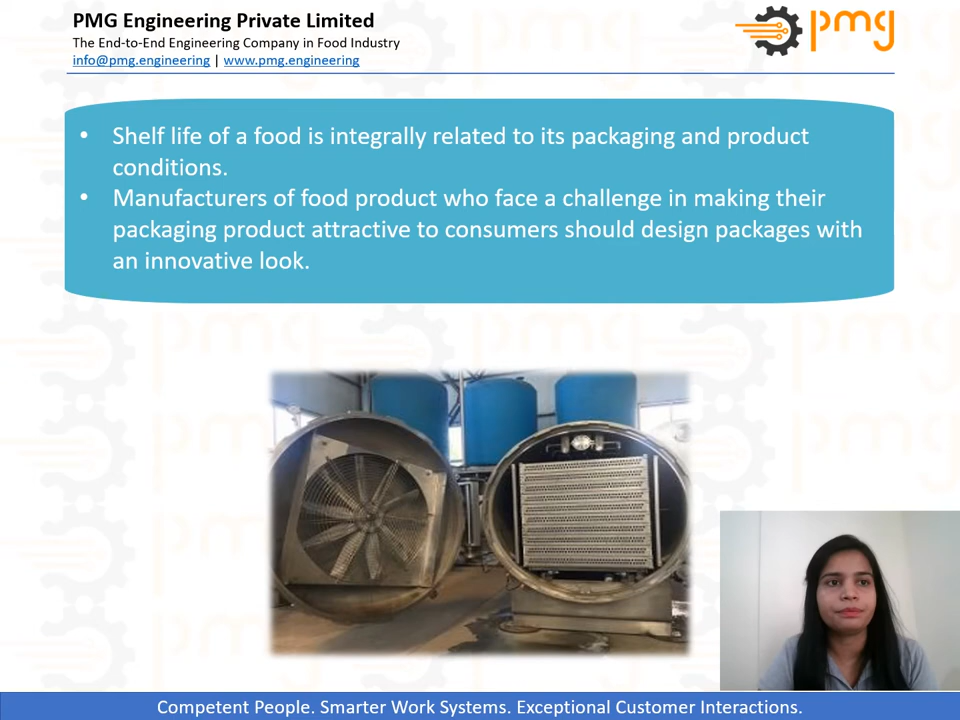 PMG Engineering Private Limited
The End-to-End Engineering Company in Food Industry
info@pmg.engineering | www.pmg.engineering
pmg
• Shelf life of a food is integrally related to its packaging and product
conditions.
• Manufacturers of food product who face a challenge in making their
packaging product attractive to consumers should design packages with
an innovative look.
Competent People. Smarter Work Systems. Exceptional Customer Interactions.